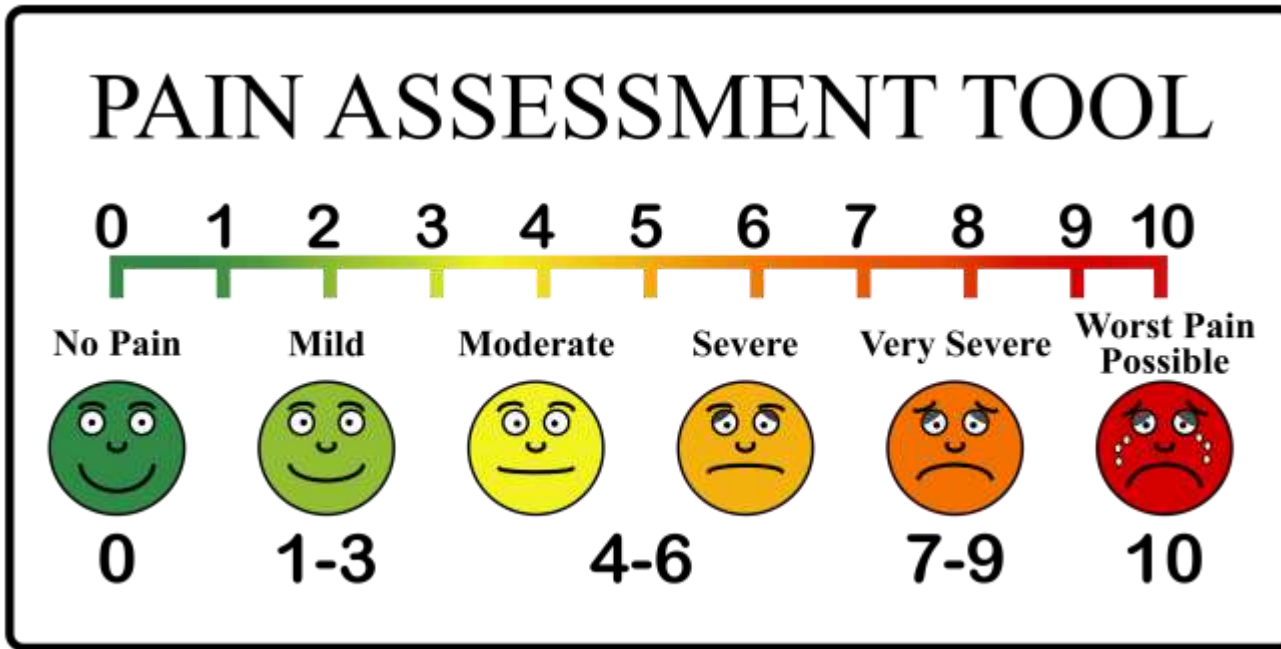 PAIN ASSESSMENT TOOL
0 1 2 3 4 5 6 7 8 9 10
No Pain Mild Moderate Severe Very Severe Worst Pain Possible
0 1-3 4-6 7-9 10